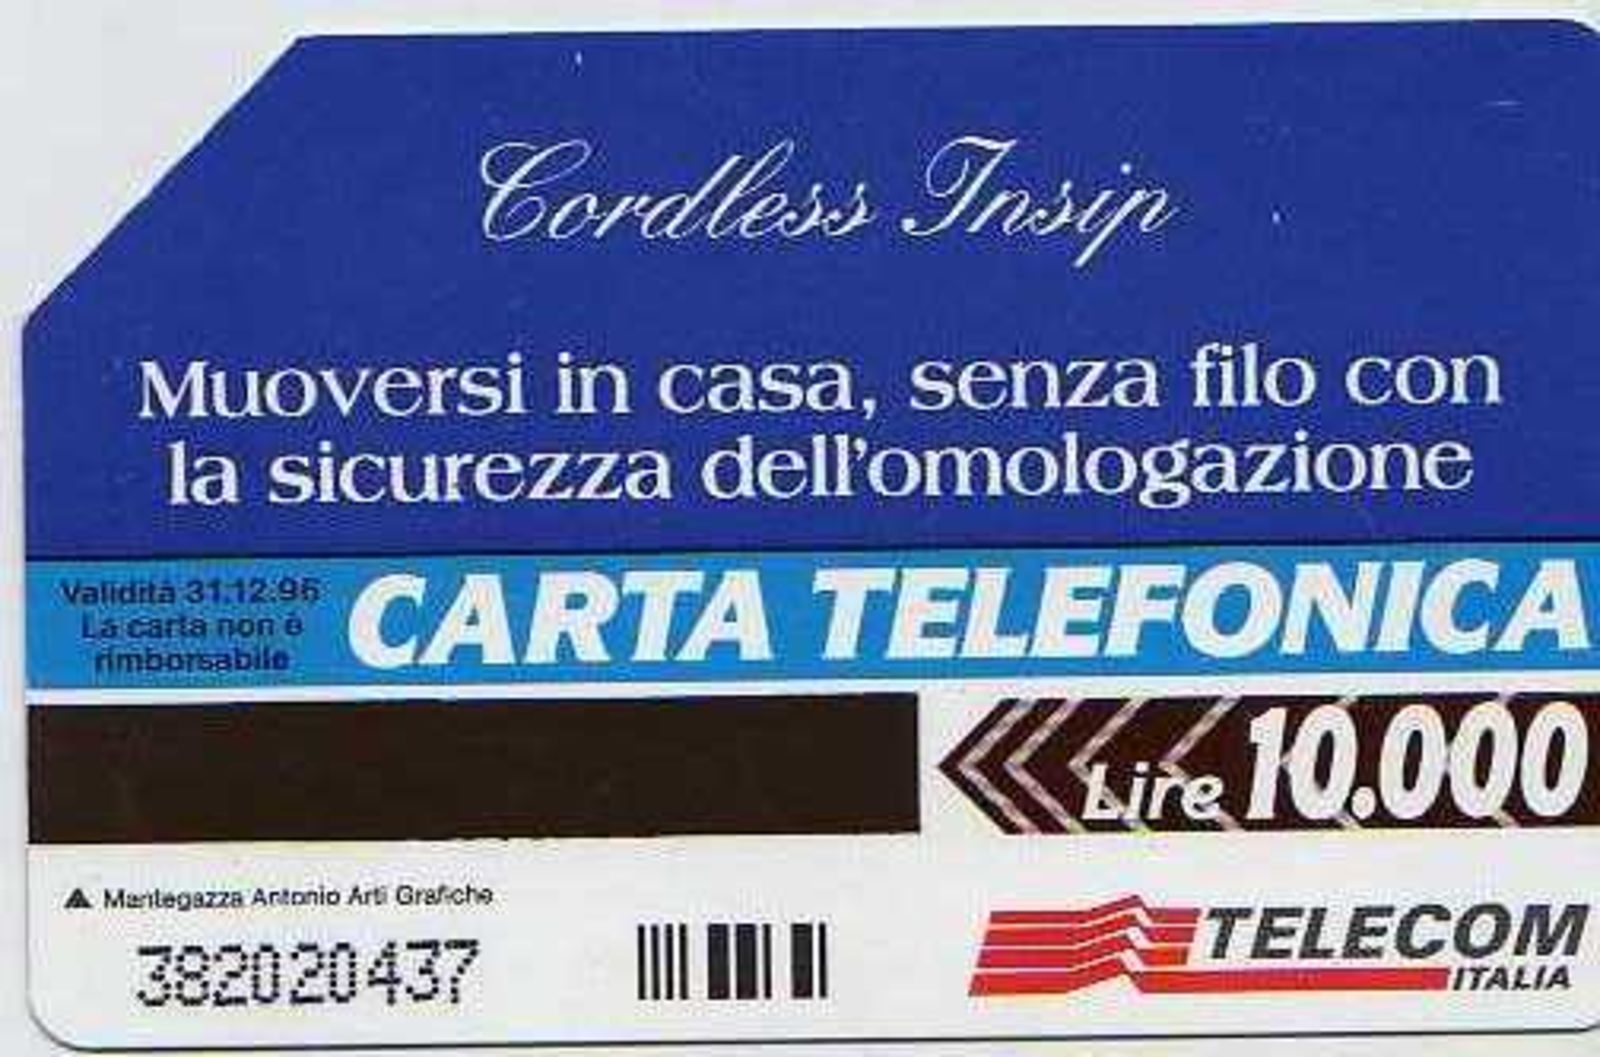 Cordless Insip
Muoversi in casa, senza filo con
la sicurezza dell'omologazione
Validità 31.12.96
La carta non è
rimborsabile
CARTA TELEFONICA
Lire 10.000
Mantegazza Antonio Arti Grafiche
382020437
TELECOM
ITALIA